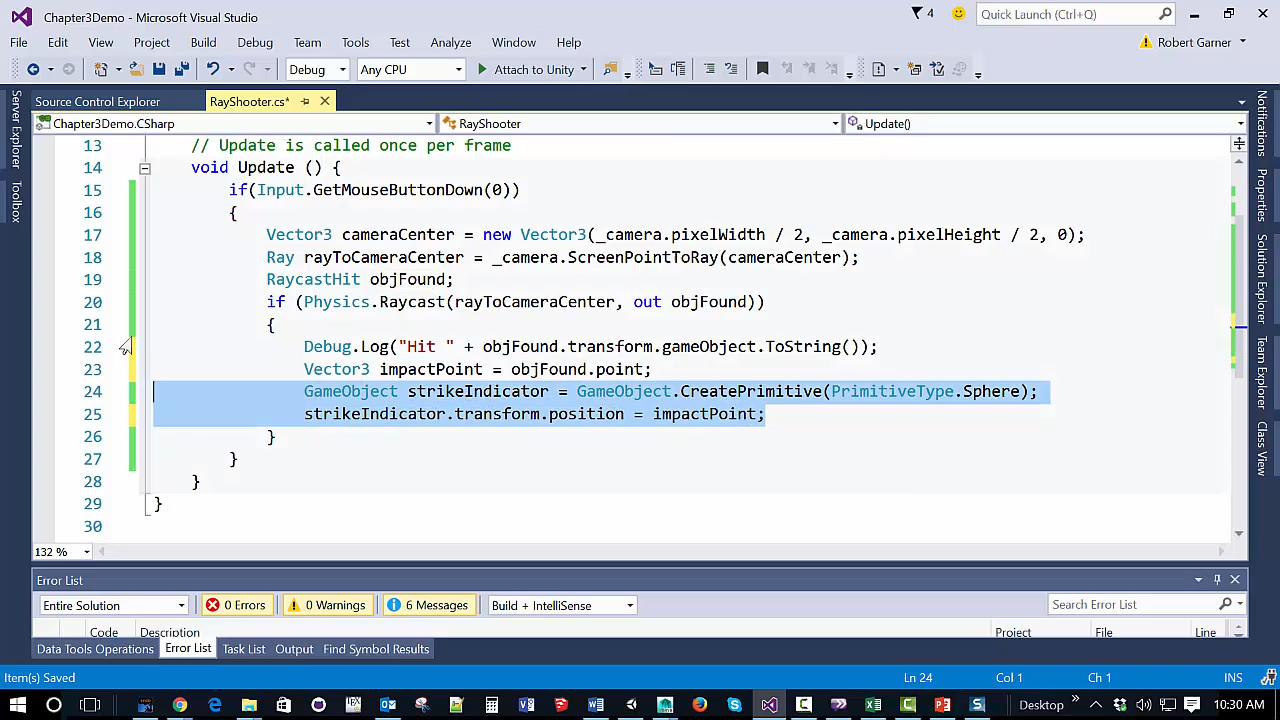 Chapter3Demo - Microsoft Visual Studio
4
Quick Launch (Ctrl+Q)
File Edit View Project Build Debug Team Tools Test Analyze Window Help
Robert Garner
Debug Any CPU Attach to Unity
Source Control Explorer RayShooter.cs*
Chapter3Demo.CSharp RayShooter Update()
13 // Update is called once per frame
14 void Update () {
15 if(Input.GetMouseButtonDown(0))
16 {
17 Vector3 cameraCenter = new Vector3(_camera.pixelWidth / 2, _camera.pixelHeight / 2, 0);
18 Ray rayToCameraCenter = _camera.ScreenPointToRay(cameraCenter);
19 RaycastHit objFound;
20 if (Physics.Raycast(rayToCameraCenter, out objFound))
21 {
22 Debug.Log("Hit " + objFound.transform.gameObject.ToString());
23 Vector3 impactPoint = objFound.point;
24 GameObject strikeIndicator = GameObject.CreatePrimitive(PrimitiveType.Sphere);
25 strikeIndicator.transform.position = impactPoint;
26 }
27 }
28 }
29 }
30
132 %
Server Explorer
Toolbox
Notifications
Properties
Solution Explorer
Team Explorer
Class View
Error List
Entire Solution 0 Errors 0 Warnings 6 Messages Build + IntelliSense Search Error List
Code Description Project File Line
Data Tools Operations Error List Task List Output Find Symbol Results
Item(s) Saved Ln 24 Col 1 Ch 1 INS
Desktop 10:30 AM